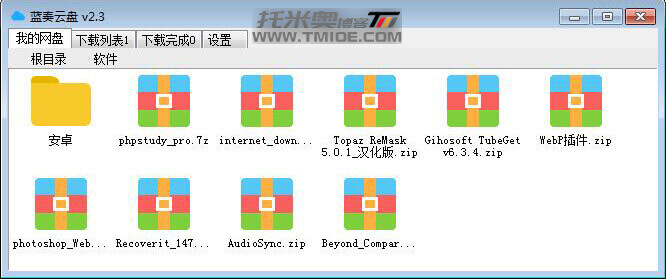 蓝奏云盘 v2.3
托米奥博客
WWW.TMIOE.COM
我的网盘 下载列表1 下载完成0 设置
根目录 软件
安卓 phpstudy_pro.7z internet_down... Topaz ReMask Gihosoft TubeGet WebP插件.zip
5.0.1_汉化版.zip v6.3.4.zip
photoshop_Web... Recoverit_147... AudioSync.zip Beyond_Compar...